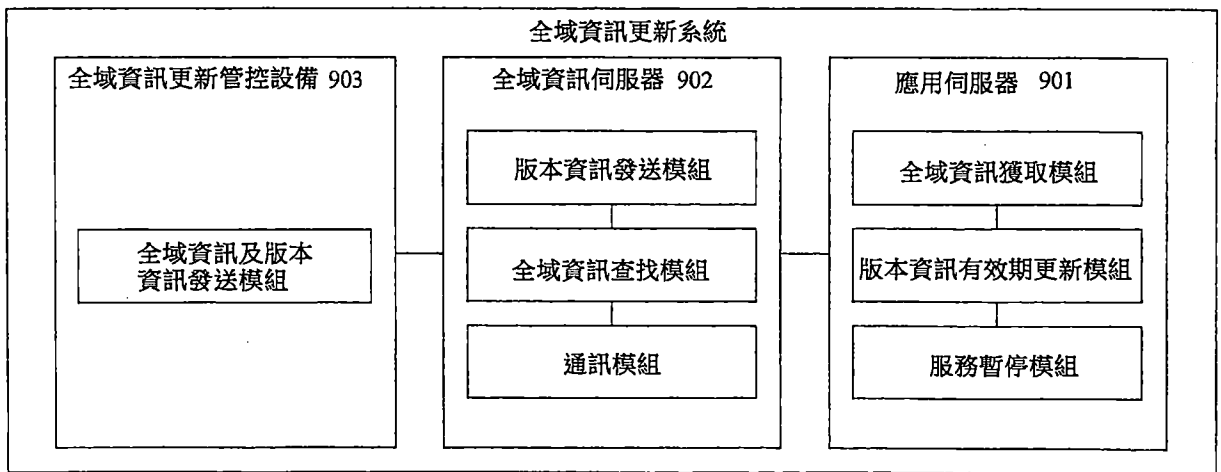 全域資訊更新系統
全域資訊更新管控設備 903
全域資訊及版本
資訊發送模組
全域資訊伺服器 902
版本資訊發送模組
全域資訊查找模組
通訊模組
應用伺服器 901
全域資訊獲取模組
版本資訊有效期更新模組
服務暫停模組